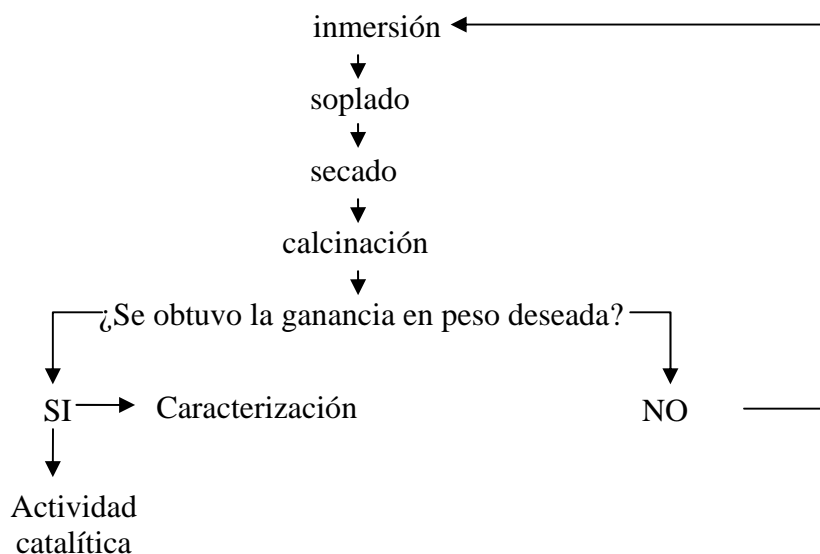 inmersión
soplado
secado
calcinación
¿Se obtuvo la ganancia en peso deseada?
SI
Caracterización
NO
Actividad
catalítica